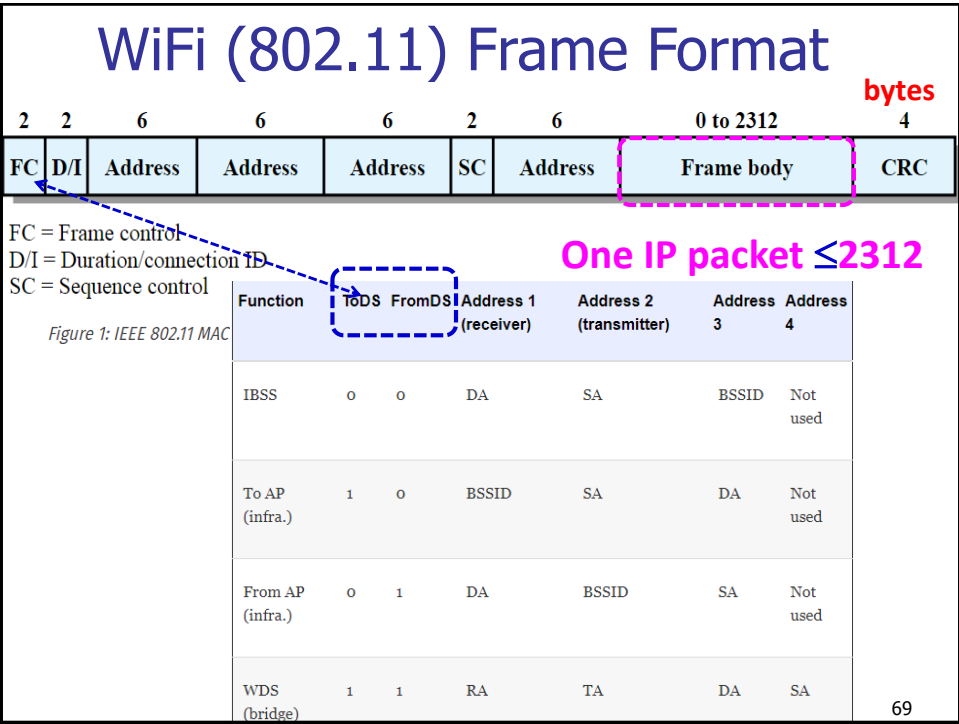 WiFi (802.11) Frame Format
bytes
2 2 6 6 6 2 6 0 to 2312 4
FC D/I Address Address Address SC Address Frame body CRC
FC = Frame control
D/I = Duration/connection ID
SC = Sequence control
One IP packet ≤2312
Figure 1: IEEE 802.11 MAC
Function ToDS FromDS Address 1 Address 2 Address Address
(receiver) (transmitter) 3 4
IBSS 0 0 DA SA BSSID Not
used
To AP 1 0 BSSID SA DA Not
(infra.) used
From AP 0 1 DA BSSID SA Not
(infra.) used
WDS 1 1 RA TA DA SA
(bridge)
69